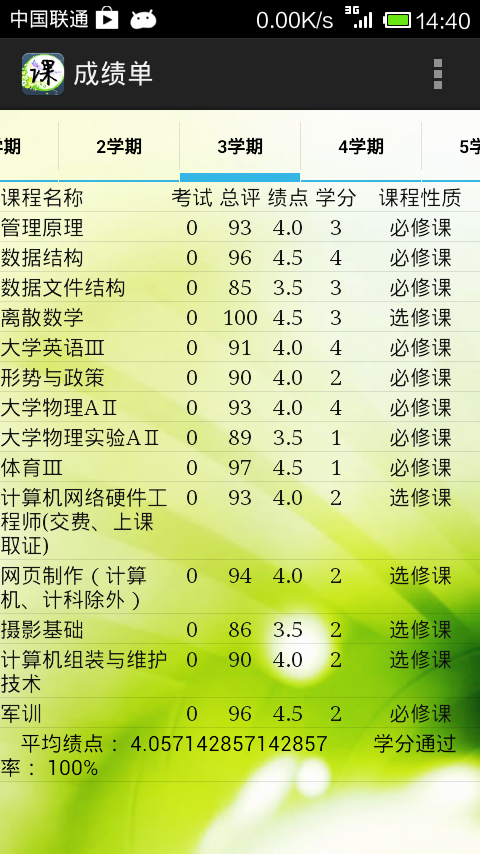 中国联通 0.00K/s 3G 14:40
课 成绩单
学期 2学期 3学期 4学期 5学
课程名称 考试 总评 绩点 学分 课程性质
管理原理 0 93 4.0 3 必修课
数据结构 0 96 4.5 4 必修课
数据文件结构 0 85 3.5 3 必修课
离散数学 0 100 4.5 3 选修课
大学英语Ⅲ 0 91 4.0 4 必修课
形势与政策 0 90 4.0 2 必修课
大学物理AⅡ 0 93 4.0 4 必修课
大学物理实验AⅡ 0 89 3.5 1 必修课
体育Ⅲ 0 97 4.5 1 必修课
计算机网络硬件工 0 93 4.0 2 选修课
程师(交费、上课
取证)
网页制作（计算 0 94 4.0 2 选修课
机、计科除外）
摄影基础 0 86 3.5 2 选修课
计算机组装与维护 0 90 4.0 2 选修课
技术
军训 0 96 4.5 2 必修课
平均绩点： 4.057142857142857 学分通过
率： 100%